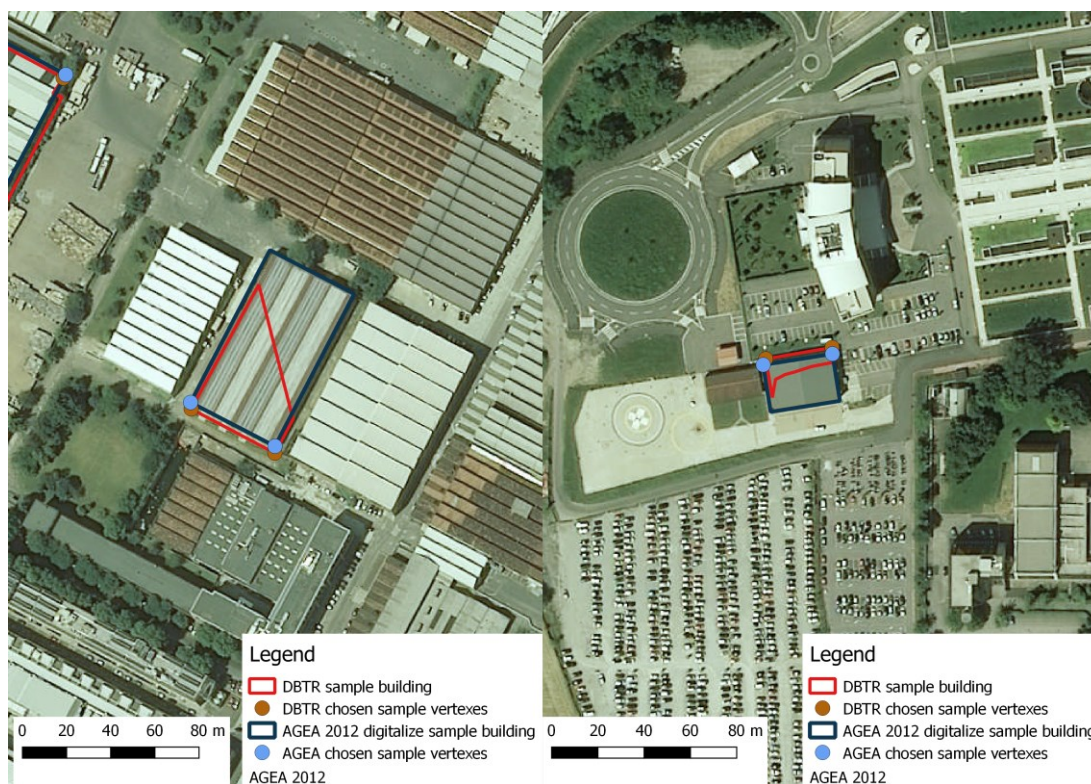 Legend
DBTR sample building
DBTR chosen sample vertexes
AGEA 2012 digitalize sample building
AGEA chosen sample vertexes
AGEA 2012
0 20 40 60 80 m
Legend
DBTR sample building
DBTR chosen sample vertexes
AGEA 2012 digitalize sample building
AGEA chosen sample vertexes
AGEA 2012
0 20 40 60 80 m